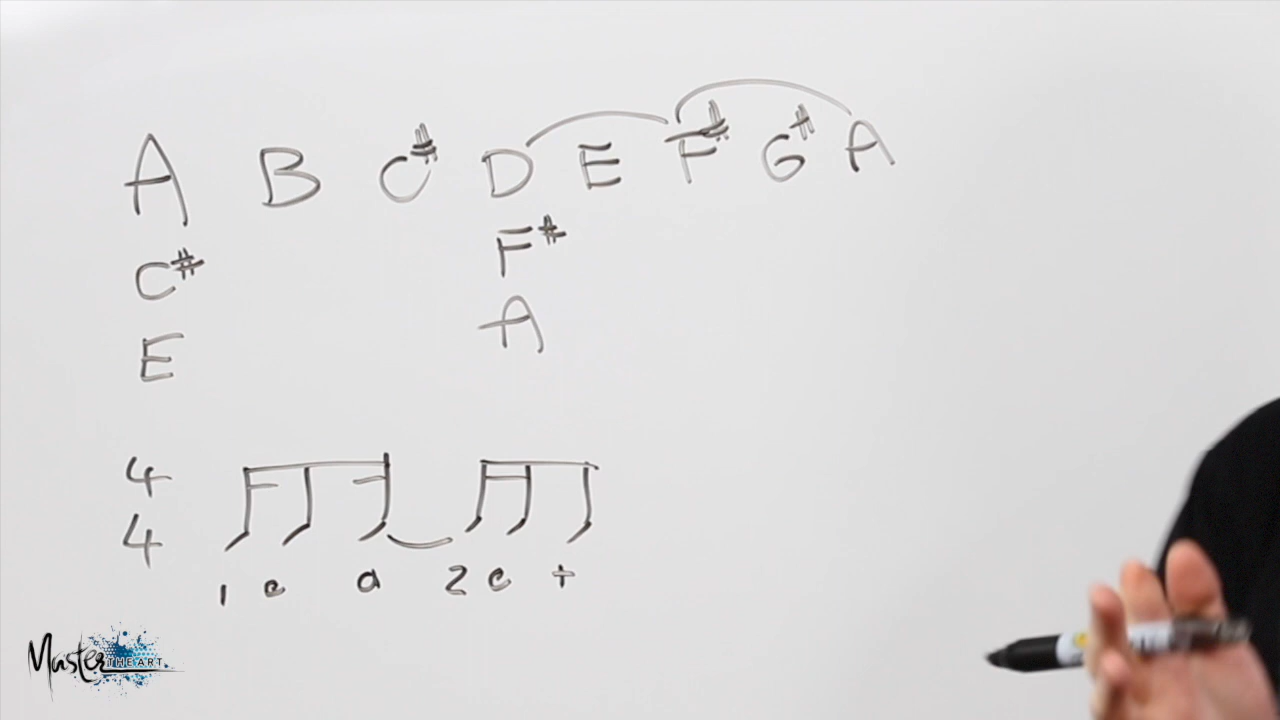 A B C# D E F# G# A
C# F#
E A
4
4
1 e a 2 e +
Master THE ART